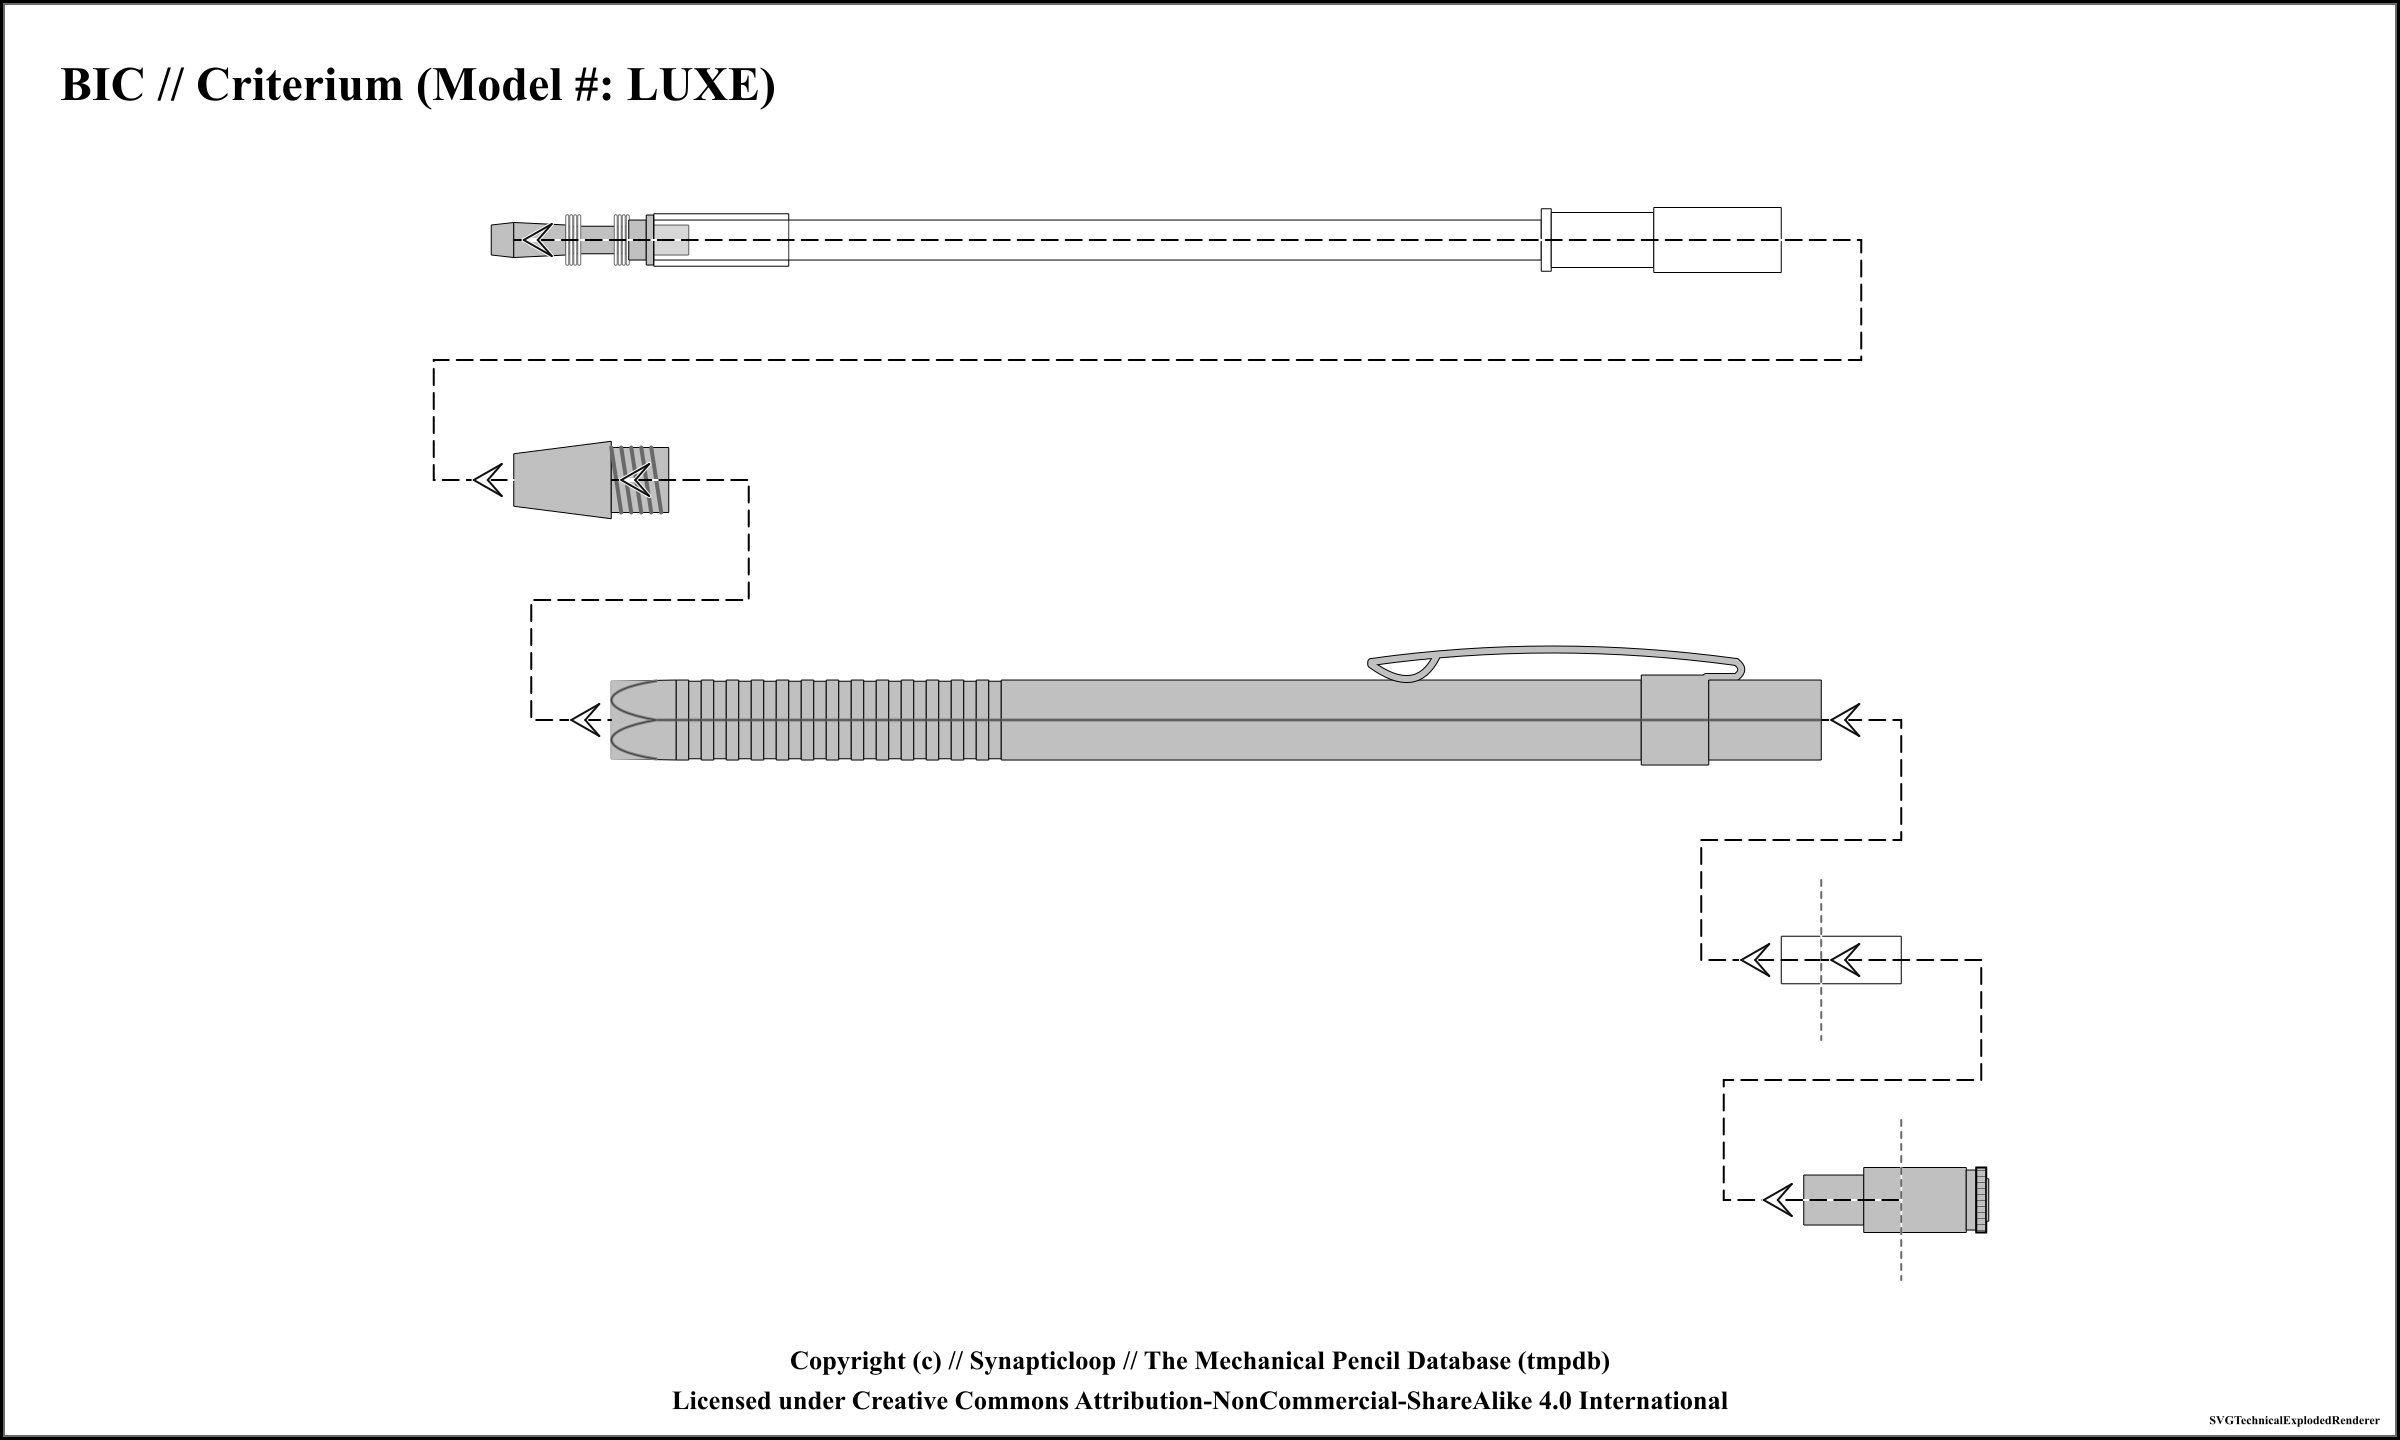 BIC // Criterium (Model #: LUXE)
Copyright (c) // Synapticloop // The Mechanical Pencil Database (tmpdb)
Licensed under Creative Commons Attribution-NonCommercial-ShareAlike 4.0 International
SVGTechnicalExplodedRenderer